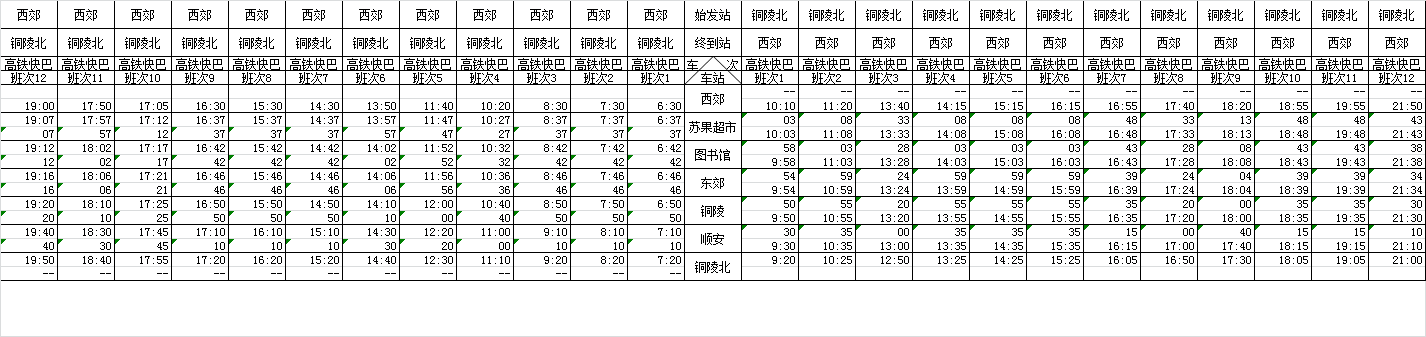 西郊 西郊 西郊 西郊 西郊 西郊 西郊 西郊 西郊 西郊 西郊 西郊 始发站 铜陵北 铜陵北 铜陵北 铜陵北 铜陵北 铜陵北 铜陵北 铜陵北 铜陵北 铜陵北 铜陵北 铜陵北
铜陵北 铜陵北 铜陵北 铜陵北 铜陵北 铜陵北 铜陵北 铜陵北 铜陵北 铜陵北 铜陵北 铜陵北 终到站 西郊 西郊 西郊 西郊 西郊 西郊 西郊 西郊 西郊 西郊 西郊 西郊
高铁快巴 高铁快巴 高铁快巴 高铁快巴 高铁快巴 高铁快巴 高铁快巴 高铁快巴 高铁快巴 高铁快巴 高铁快巴 高铁快巴 车 次 高铁快巴 高铁快巴 高铁快巴 高铁快巴 高铁快巴 高铁快巴 高铁快巴 高铁快巴 高铁快巴 高铁快巴 高铁快巴 高铁快巴
班次12 班次11 班次10 班次9 班次8 班次7 班次6 班次5 班次4 班次3 班次2 班次1 车站 班次1 班次2 班次3 班次4 班次5 班次6 班次7 班次8 班次9 班次10 班次11 班次12
西郊 -- -- -- -- -- -- -- -- -- -- -- --
19:00 17:50 17:05 16:30 15:30 14:30 13:50 11:40 10:20 8:30 7:30 6:30 10:10 11:20 13:40 14:15 15:15 16:15 16:55 17:40 18:20 18:55 19:55 21:50
19:07 17:57 17:12 16:37 15:37 14:37 13:57 11:47 10:27 8:37 7:37 6:37 苏果超市 03 08 33 08 08 08 48 33 13 48 48 43
07 57 12 37 37 37 57 47 27 37 37 37 10:03 11:08 13:33 14:08 15:08 16:08 16:48 17:33 18:13 18:48 19:48 21:43
19:12 18:02 17:17 16:42 15:42 14:42 14:02 11:52 10:32 8:42 7:42 6:42 图书馆 58 03 28 03 03 03 43 28 08 43 43 38
12 02 17 42 42 42 02 52 32 42 42 42 9:58 11:03 13:28 14:03 15:03 16:03 16:43 17:28 18:08 18:43 19:43 21:38
19:16 18:06 17:21 16:46 15:46 14:46 14:06 11:56 10:36 8:46 7:46 6:46 东郊 54 59 24 59 59 59 39 24 04 39 39 34
16 06 21 46 46 46 06 56 36 46 46 46 9:54 10:59 13:24 13:59 14:59 15:59 16:39 17:24 18:04 18:39 19:39 21:34
19:20 18:10 17:25 16:50 15:50 14:50 14:10 12:00 10:40 8:50 7:50 6:50 铜陵 50 55 20 55 55 55 35 20 00 35 35 30
20 10 25 50 50 50 10 00 40 50 50 50 9:50 10:55 13:20 13:55 14:55 15:55 16:35 17:20 18:00 18:35 19:35 21:30
19:40 18:30 17:45 17:10 16:10 15:10 14:30 12:20 11:00 9:10 8:10 7:10 顺安 30 35 00 35 35 35 15 00 40 15 15 10
40 30 45 10 10 10 30 20 00 10 10 10 9:30 10:35 13:00 13:35 14:35 15:35 16:15 17:00 17:40 18:15 19:15 21:10
19:50 18:40 17:55 17:20 16:20 15:20 14:40 12:30 11:10 9:20 8:20 7:20 铜陵北 9:20 10:25 12:50 13:25 14:25 15:25 16:05 16:50 17:30 18:05 19:05 21:00
-- -- -- -- -- -- -- -- -- -- -- --